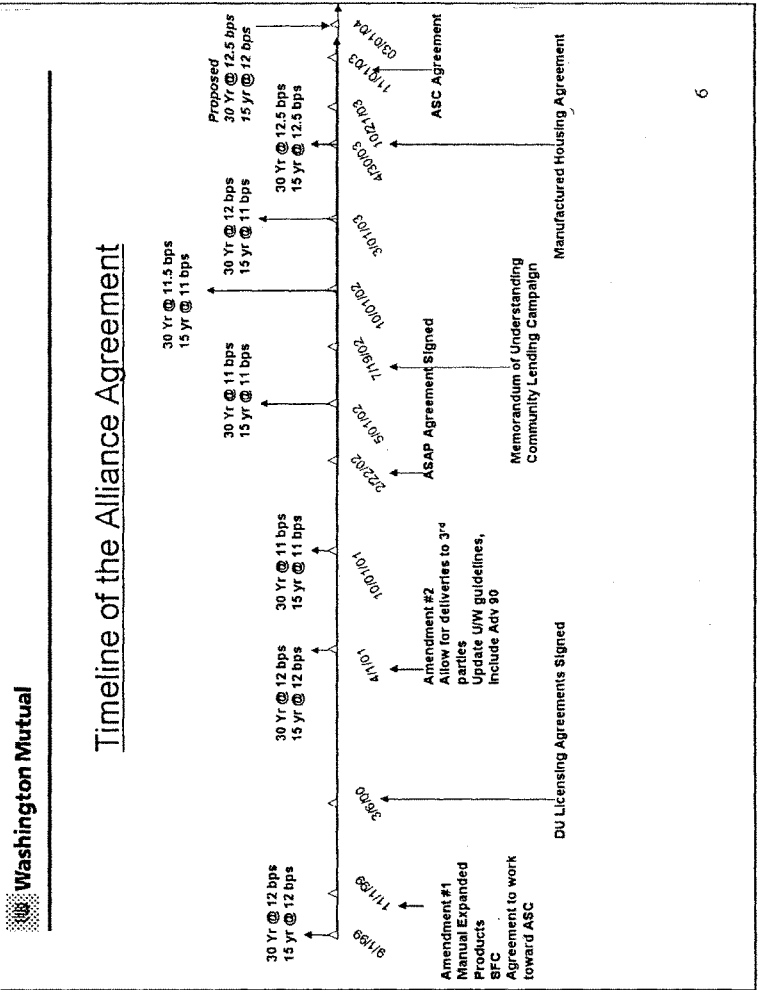 Washington Mutual
Timeline of the Alliance Agreement
30 Yr @ 12 bps
15 yr @ 12 bps
30 Yr @ 12 bps
15 yr @ 12 bps
30 Yr @ 11 bps
15 yr @ 11 bps
30 Yr @ 11 bps
15 yr @ 11 bps
30 Yr @ 11.5 bps
15 yr @ 11 bps
30 Yr @ 12 bps
15 yr @ 11 bps
30 Yr @ 12.5 bps
15 yr @ 12.5 bps
Proposed
30 Yr @ 12.5 bps
15 yr @ 12 bps
9/1/99
11/1/99
3/6/00
4/1/01
10/01/01
2/22/02
5/01/02
7/19/02
10/01/02
3/01/03
4/30/03
10/21/03
11/01/03
03/01/04
Amendment #1
Manual Expanded
Products
SFC
Agreement to work
toward ASC
DU Licensing Agreements Signed
Amendment #2
Allow for deliveries to 3rd
parties
Update U/W guidelines,
Include Adv 90
ASAP Agreement Signed
Memorandum of Understanding
Community Lending Campaign
Manufactured Housing Agreement
ASC Agreement
6